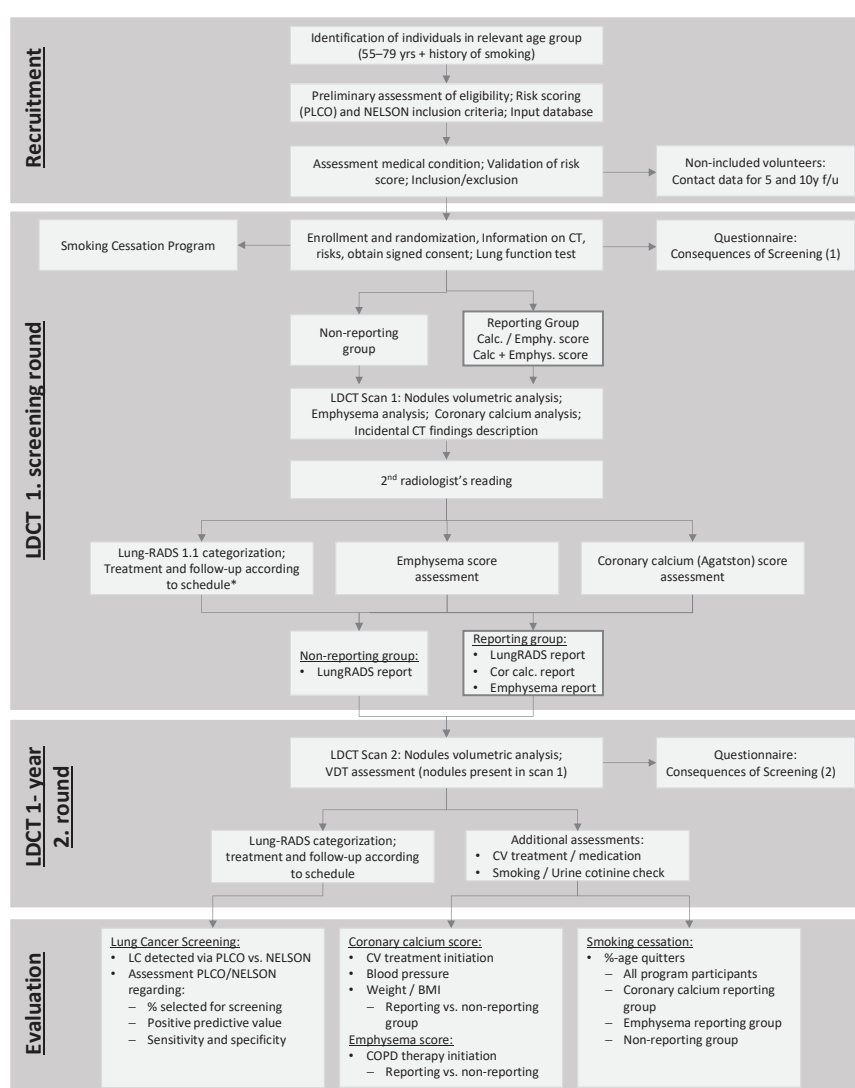 Recruitment
Identification of individuals in relevant age group
(55–79 yrs + history of smoking)
Preliminary assessment of eligibility; Risk scoring
(PLCO) and NELSON inclusion criteria; Input database
Assessment medical condition; Validation of risk
score; Inclusion/exclusion
Non-included volunteers:
Contact data for 5 and 10y f/u
LDCT 1. screening round
Smoking Cessation Program
Enrollment and randomization, Information on CT,
risks, obtain signed consent; Lung function test
Questionnaire:
Consequences of Screening (1)
Non-reporting
group
Reporting Group
Calc. / Emphy. score
Calc + Emphys. score
LDCT Scan 1: Nodules volumetric analysis;
Emphysema analysis; Coronary calcium analysis;
Incidental CT findings description
2nd radiologist's reading
Lung-RADS 1.1 categorization;
Treatment and follow-up according
to schedule*
Emphysema score
assessment
Coronary calcium (Agatston) score
assessment
Non-reporting group:
• LungRADS report
Reporting group:
• LungRADS report
• Cor calc. report
• Emphysema report
LDCT 1- year
2. round
LDCT Scan 2: Nodules volumetric analysis;
VDT assessment (nodules present in scan 1)
Questionnaire:
Consequences of Screening (2)
Lung-RADS categorization;
treatment and follow-up according
to schedule
Additional assessments:
• CV treatment / medication
• Smoking / Urine cotinine check
Evaluation
Lung Cancer Screening:
• LC detected via PLCO vs. NELSON
• Assessment PLCO/NELSON
regarding:
– % selected for screening
– Positive predictive value
– Sensitivity and specificity
Coronary calcium score:
• CV treatment initiation
• Blood pressure
• Weight / BMI
– Reporting vs. non-reporting
group
Emphysema score:
• COPD therapy initiation
– Reporting vs. non-reporting
Smoking cessation:
• %-age quitters
– All program participants
– Coronary calcium reporting
group
– Emphysema reporting group
– Non-reporting group